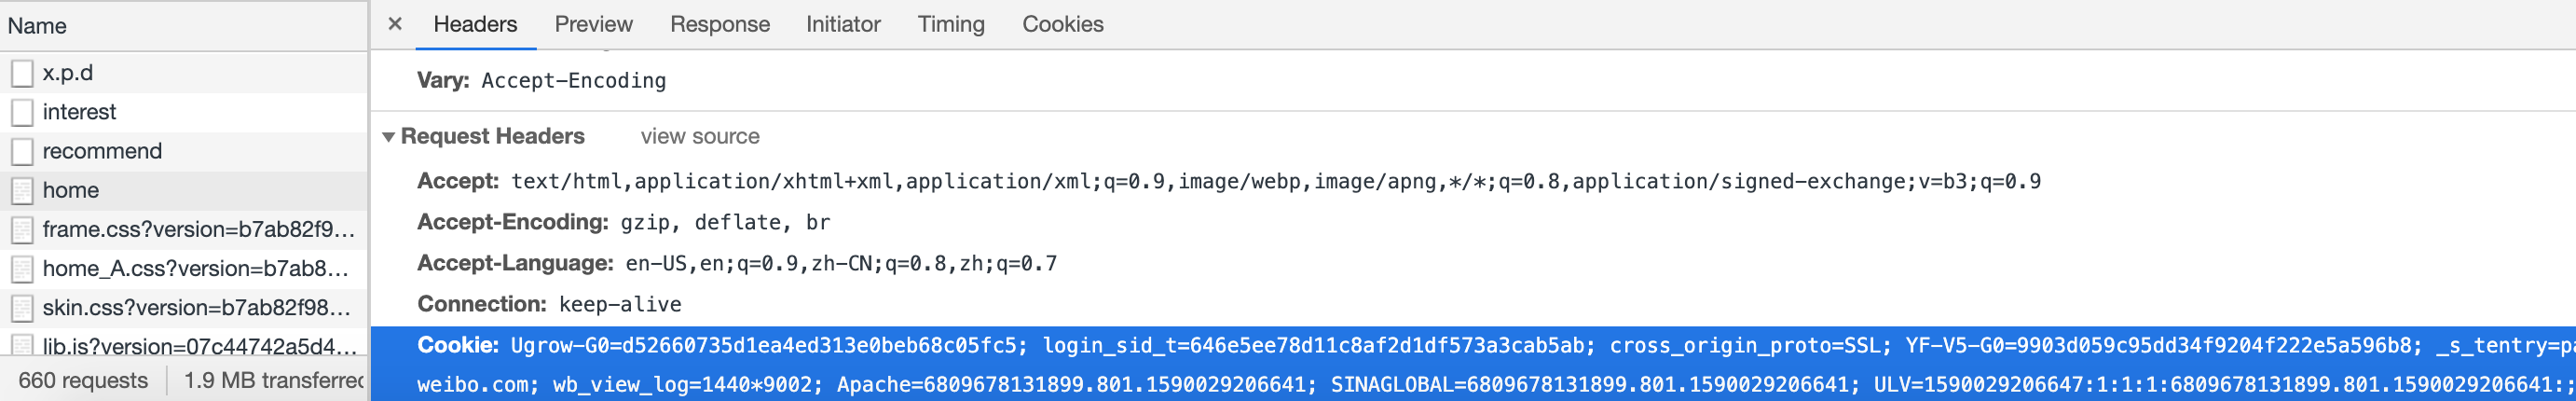 Name
x.p.d
interest
recommend
home
frame.css?version=b7ab82f9...
home_A.css?version=b7ab8...
skin.css?version=b7ab82f98...
lib.js?version=07c44742a5d4...
660 requests 1.9 MB transferred
× Headers Preview Response Initiator Timing Cookies
Vary: Accept-Encoding
▼ Request Headers view source
Accept: text/html,application/xhtml+xml,application/xml;q=0.9,image/webp,image/apng,*/*;q=0.8,application/signed-exchange;v=b3;q=0.9
Accept-Encoding: gzip, deflate, br
Accept-Language: en-US,en;q=0.9,zh-CN;q=0.8,zh;q=0.7
Connection: keep-alive
Cookie: Ugrow-G0=d52660735d1ea4ed313e0beb68c05fc5; login_sid_t=646e5ee78d11c8af2d1df573a3cab5ab; cross_origin_proto=SSL; YF-V5-G0=9903d059c95dd34f9204f222e5a596b8; _s_tentry=pa
weibo.com; wb_view_log=1440*9002; Apache=6809678131899.801.1590029206641; SINAGLOBAL=6809678131899.801.1590029206641; ULV=1590029206647:1:1:1:6809678131899.801.1590029206641:;